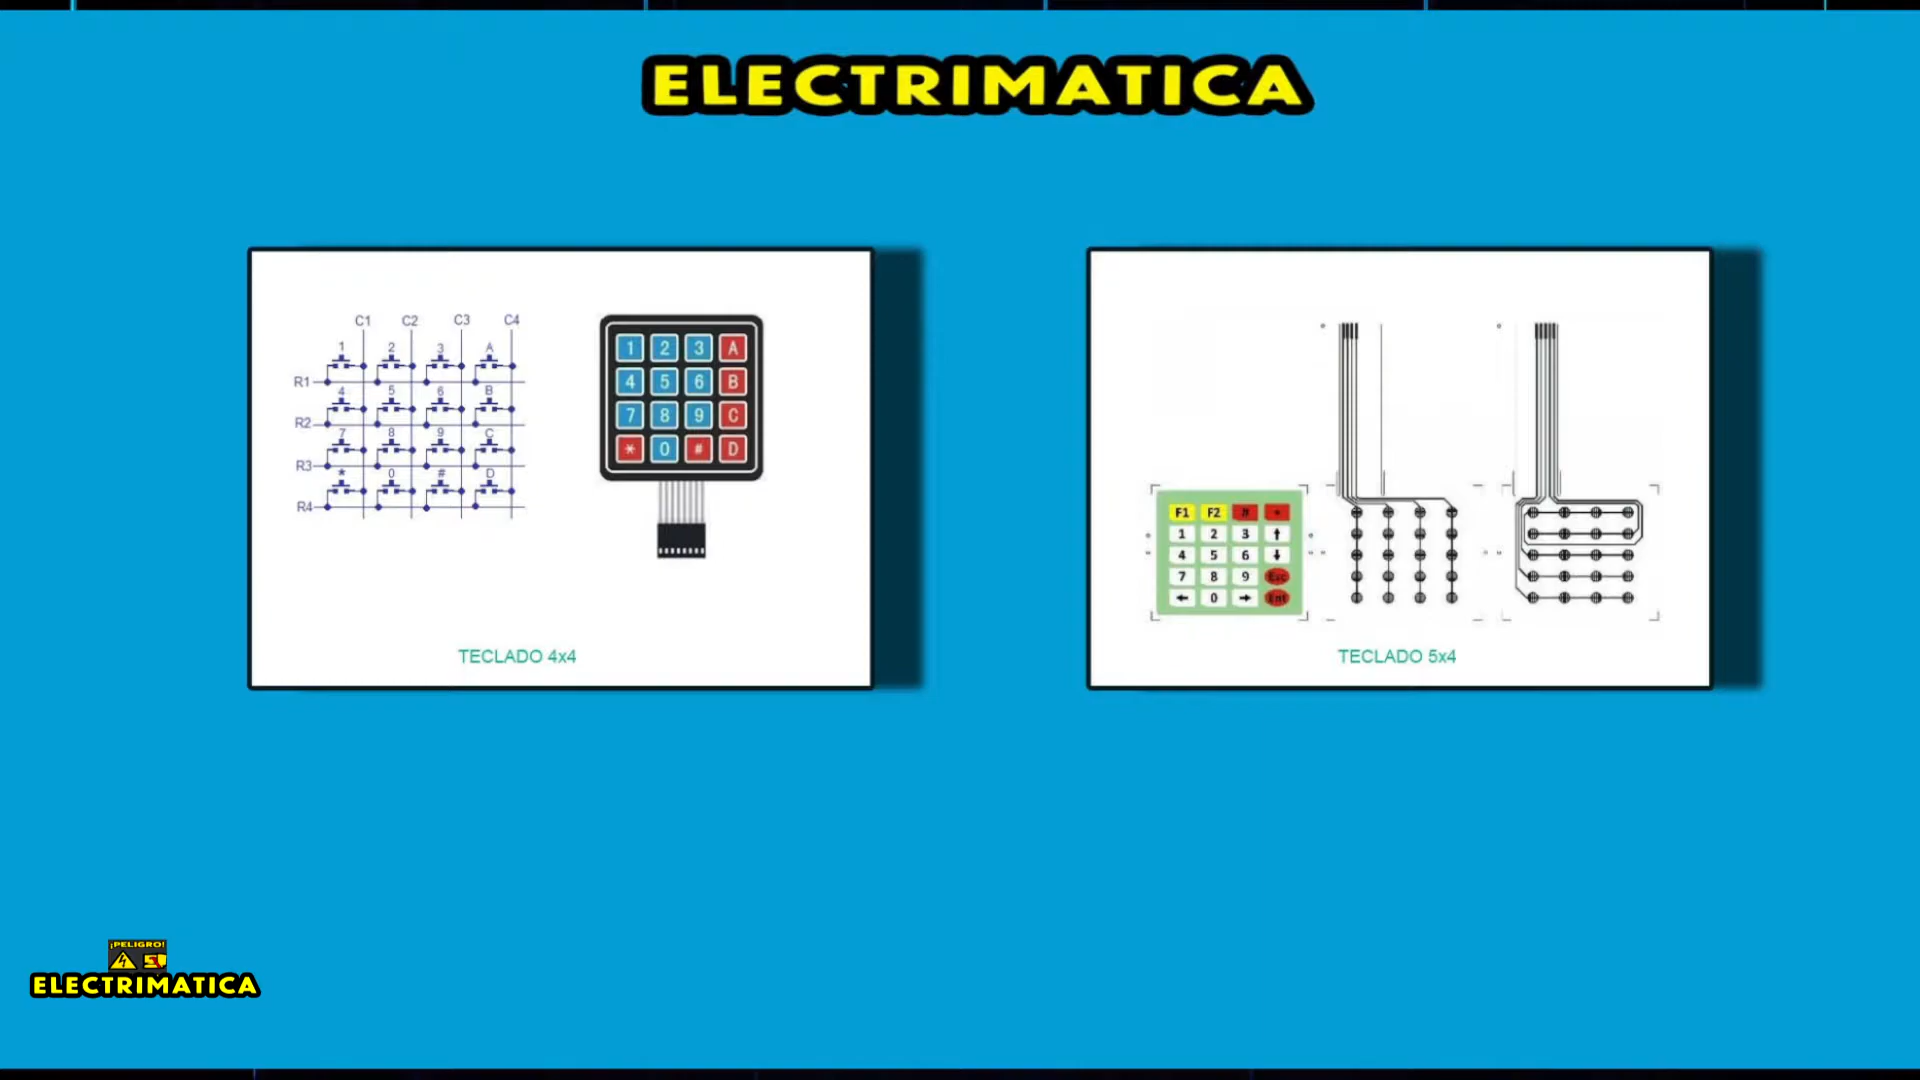 ELECTRIMATICA
C1 C2 C3 C4
1 2 3 A
R1
4 5 6 B
R2
7 8 9 C
R3
* 0 # D
R4
1 2 3 A
4 5 6 B
7 8 9 C
* 0 # D
TECLADO 4x4
F1 F2 #
1 2 3 ↑
4 5 6 ↓
7 8 9 Esc
← 0 → Ent
TECLADO 5x4
¡PELIGRO!
ELECTRIMATICA